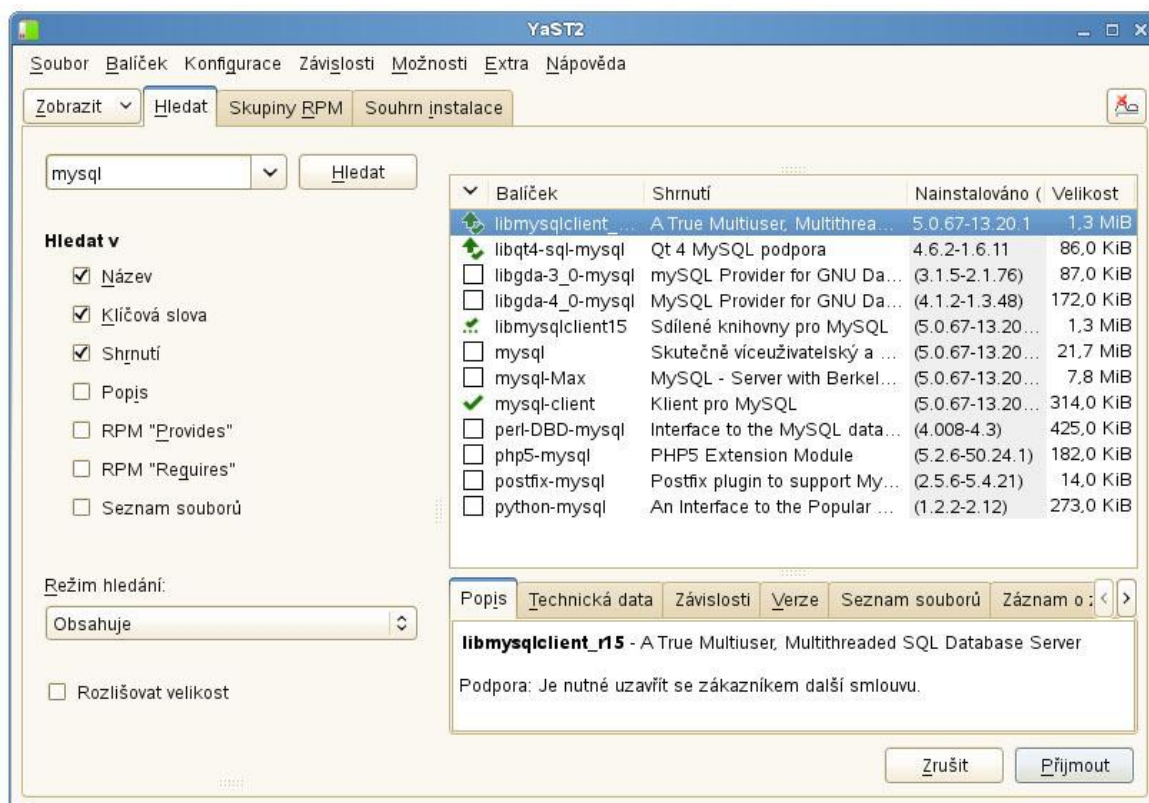 YaST2
Soubor Balíček Konfigurace Závislosti Možnosti Extra Nápověda
Zobrazit Hledat Skupiny RPM Souhrn instalace
mysql Hledat
Hledat v
Název
Klíčová slova
Shrnutí
Popis
RPM "Provides"
RPM "Requires"
Seznam souborů
Režim hledání:
Obsahuje
Rozlišovat velikost
Balíček Shrnutí Nainstalováno ( Velikost
libmysqlclient_... A True Multiuser, Multithrea... 5.0.67-13.20.1 1,3 MiB
libqt4-sql-mysql Qt 4 MySQL podpora 4.6.2-1.6.11 86,0 KiB
libgda-3_0-mysql mySQL Provider for GNU Da... (3.1.5-2.1.76) 87,0 KiB
libgda-4_0-mysql MySQL Provider for GNU Da... (4.1.2-1.3.48) 172,0 KiB
libmysqlclient15 Sdílené knihovny pro MySQL (5.0.67-13.20... 1,3 MiB
mysql Skutečně víceuživatelský a ... (5.0.67-13.20... 21,7 MiB
mysql-Max MySQL - Server with Berkel... (5.0.67-13.20... 7,8 MiB
mysql-client Klient pro MySQL (5.0.67-13.20... 314,0 KiB
perl-DBD-mysql Interface to the MySQL data... (4.008-4.3) 425,0 KiB
php5-mysql PHP5 Extension Module (5.2.6-50.24.1) 182,0 KiB
postfix-mysql Postfix plugin to support My... (2.5.6-5.4.21) 14,0 KiB
python-mysql An Interface to the Popular ... (1.2.2-2.12) 273,0 KiB
Popis Technická data Závislosti Verze Seznam souborů Záznam o
libmysqlclient_r15 - A True Multiuser, Multithreaded SQL Database Server
Podpora: Je nutné uzavřít se zákazníkem další smlouvu.
Zrušit Přijmout